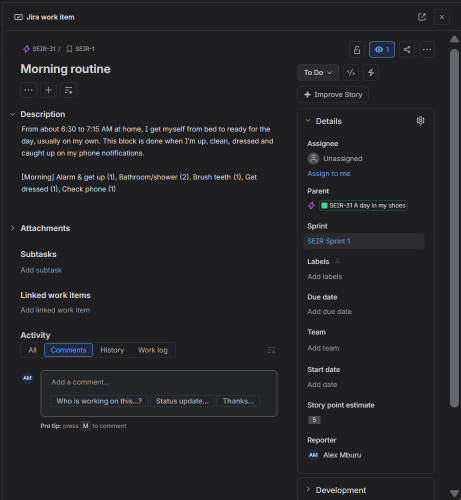 Jira work item
SEIR-31 / SEIR-1
1
Morning routine
To Do
Improve Story
Description
From about 6:30 to 7:15 AM at home, I get myself from bed to ready for the
day, usually on my own. This block is done when I'm up, clean, dressed and
caught up on my phone notifications.
[Morning] Alarm & get up (1), Bathroom/shower (2), Brush teeth (1), Get
dressed (1), Check phone (1)
Attachments
Subtasks
Add subtask
Linked work items
Add linked work item
Activity
All Comments History Work log
AM
Add a comment...
Who is working on this...? Status update... Thanks...
Pro tip: press M to comment
Details
Assignee
Unassigned
Assign to me
Parent
SEIR-31 A day in my shoes
Sprint
SEIR Sprint 1
Labels
Add labels
Due date
Add due date
Team
Add team
Start date
Add date
Story point estimate
5
Reporter
AM Alex Mburu
Development